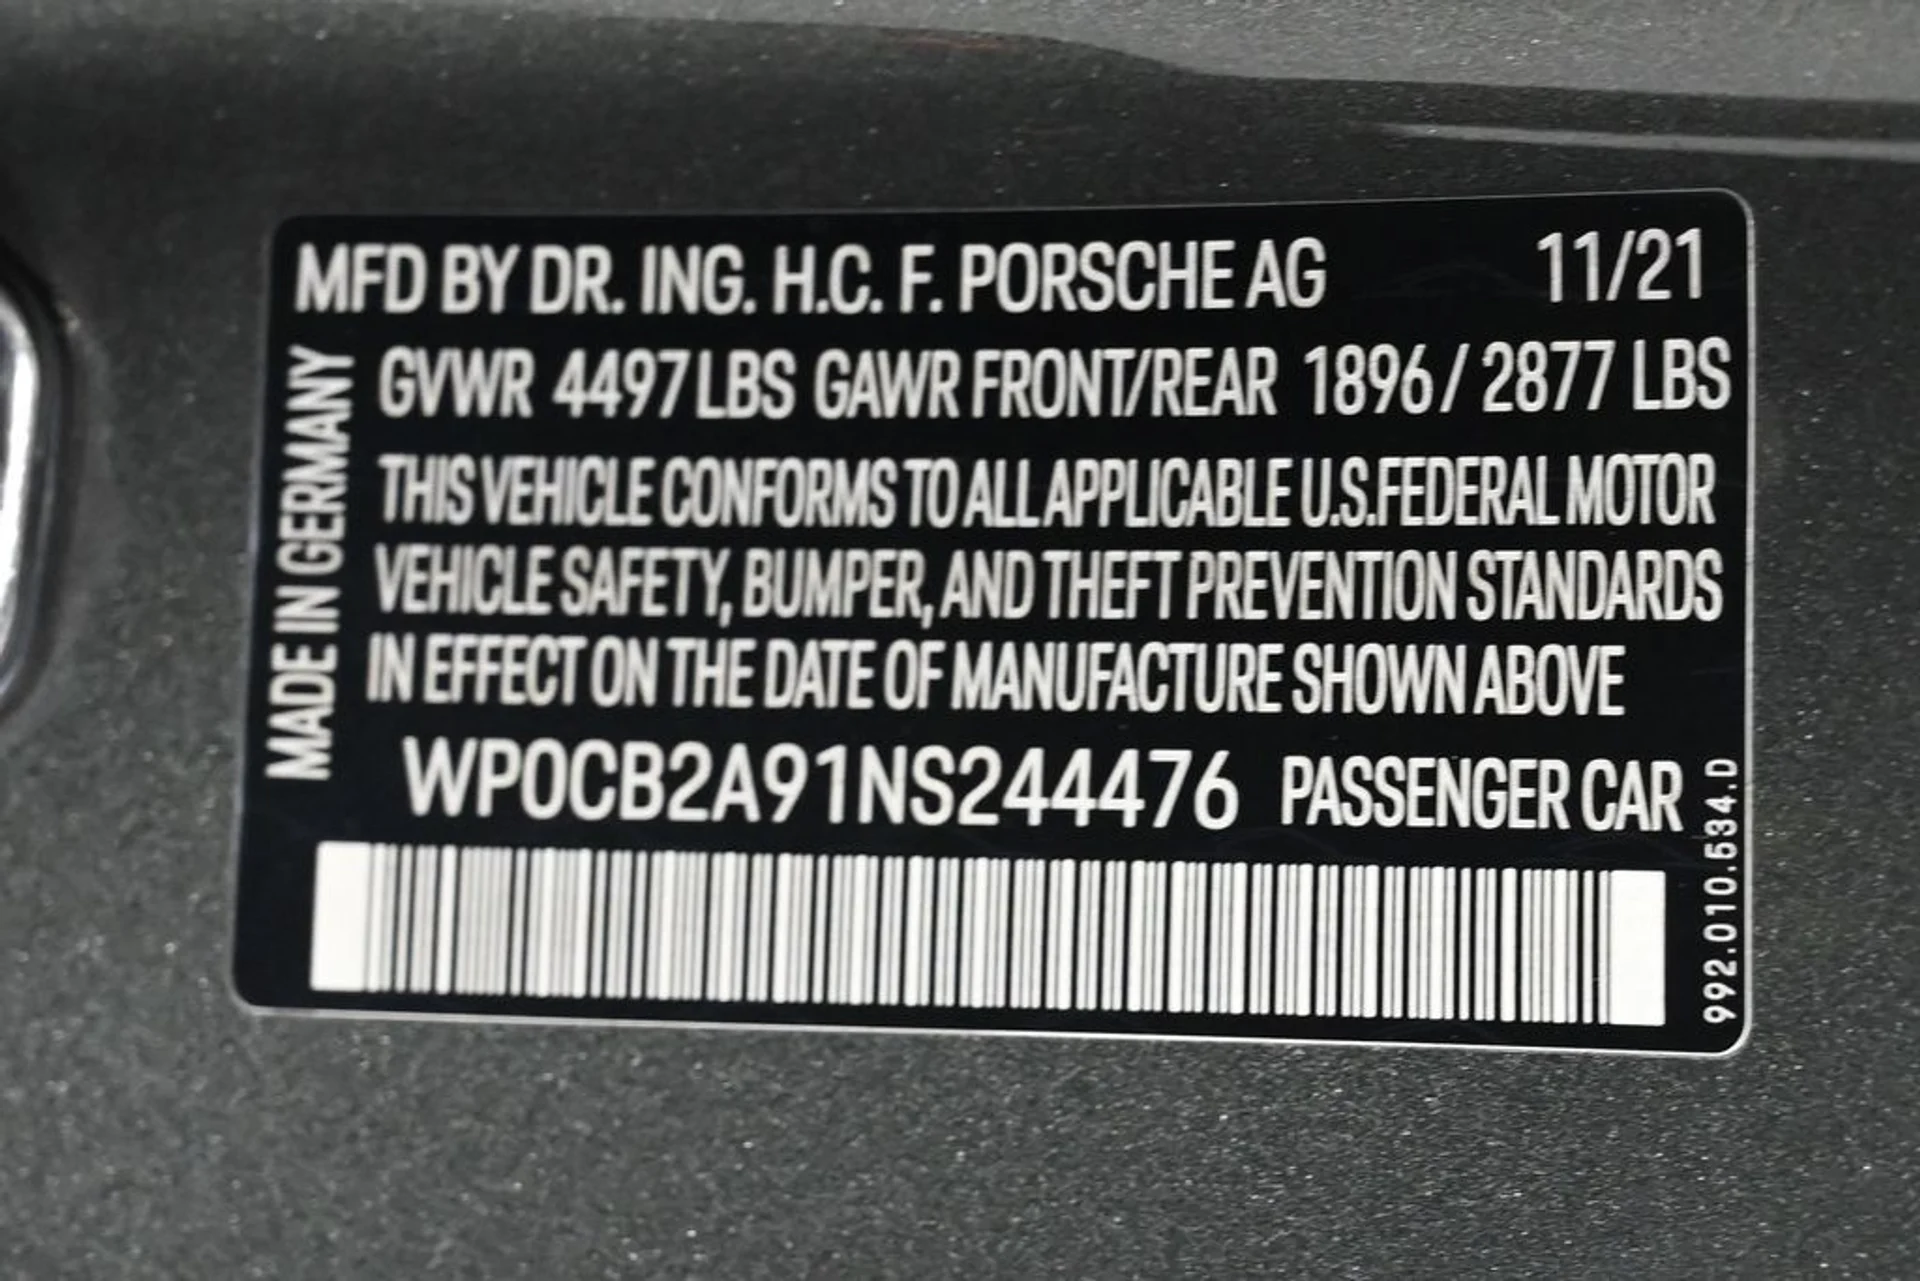 MFD BY DR. ING. H.C. F. PORSCHE AG 11/21
GVWR 4497 LBS GAWR FRONT/REAR 1896 / 2877 LBS
THIS VEHICLE CONFORMS TO ALL APPLICABLE U.S.FEDERAL MOTOR
VEHICLE SAFETY, BUMPER, AND THEFT PREVENTION STANDARDS
IN EFFECT ON THE DATE OF MANUFACTURE SHOWN ABOVE
WP0CB2A91NS244476 PASSENGER CAR
MADE IN GERMANY
992.010.534.D